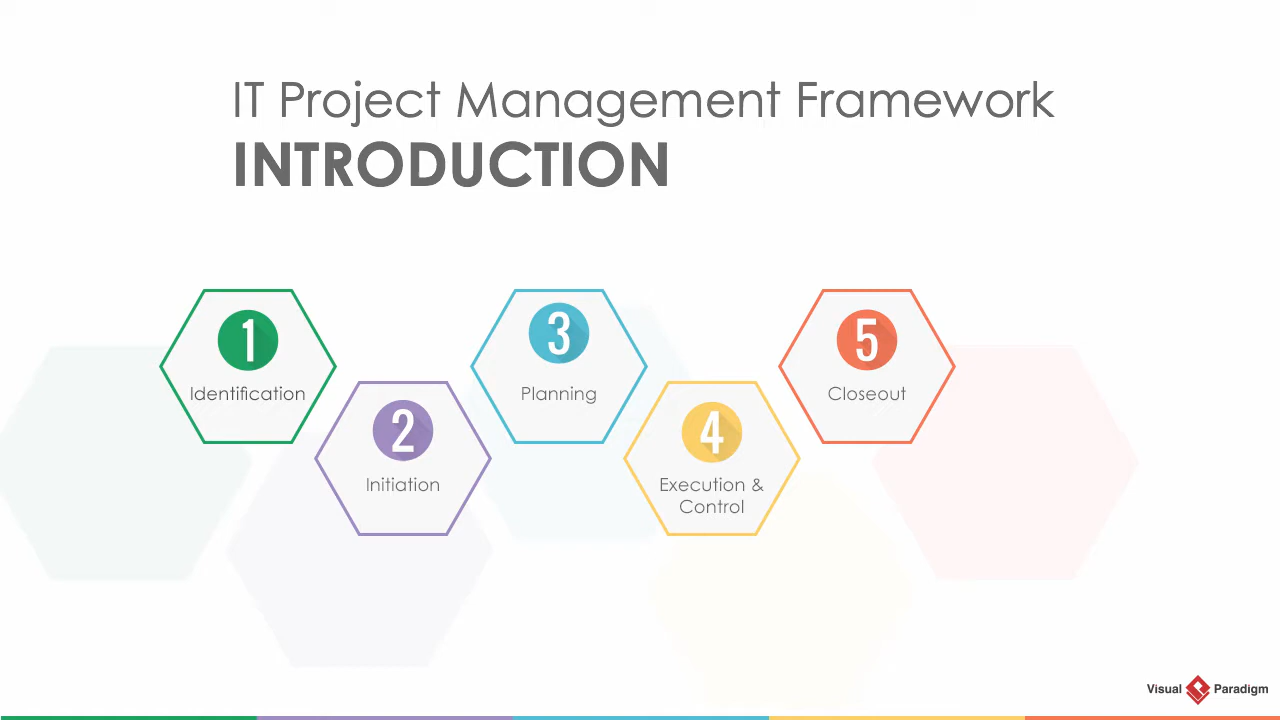 IT Project Management Framework
INTRODUCTION
1
Identification
2
Initiation
3
Planning
4
Execution &
Control
5
Closeout
Visual Paradigm